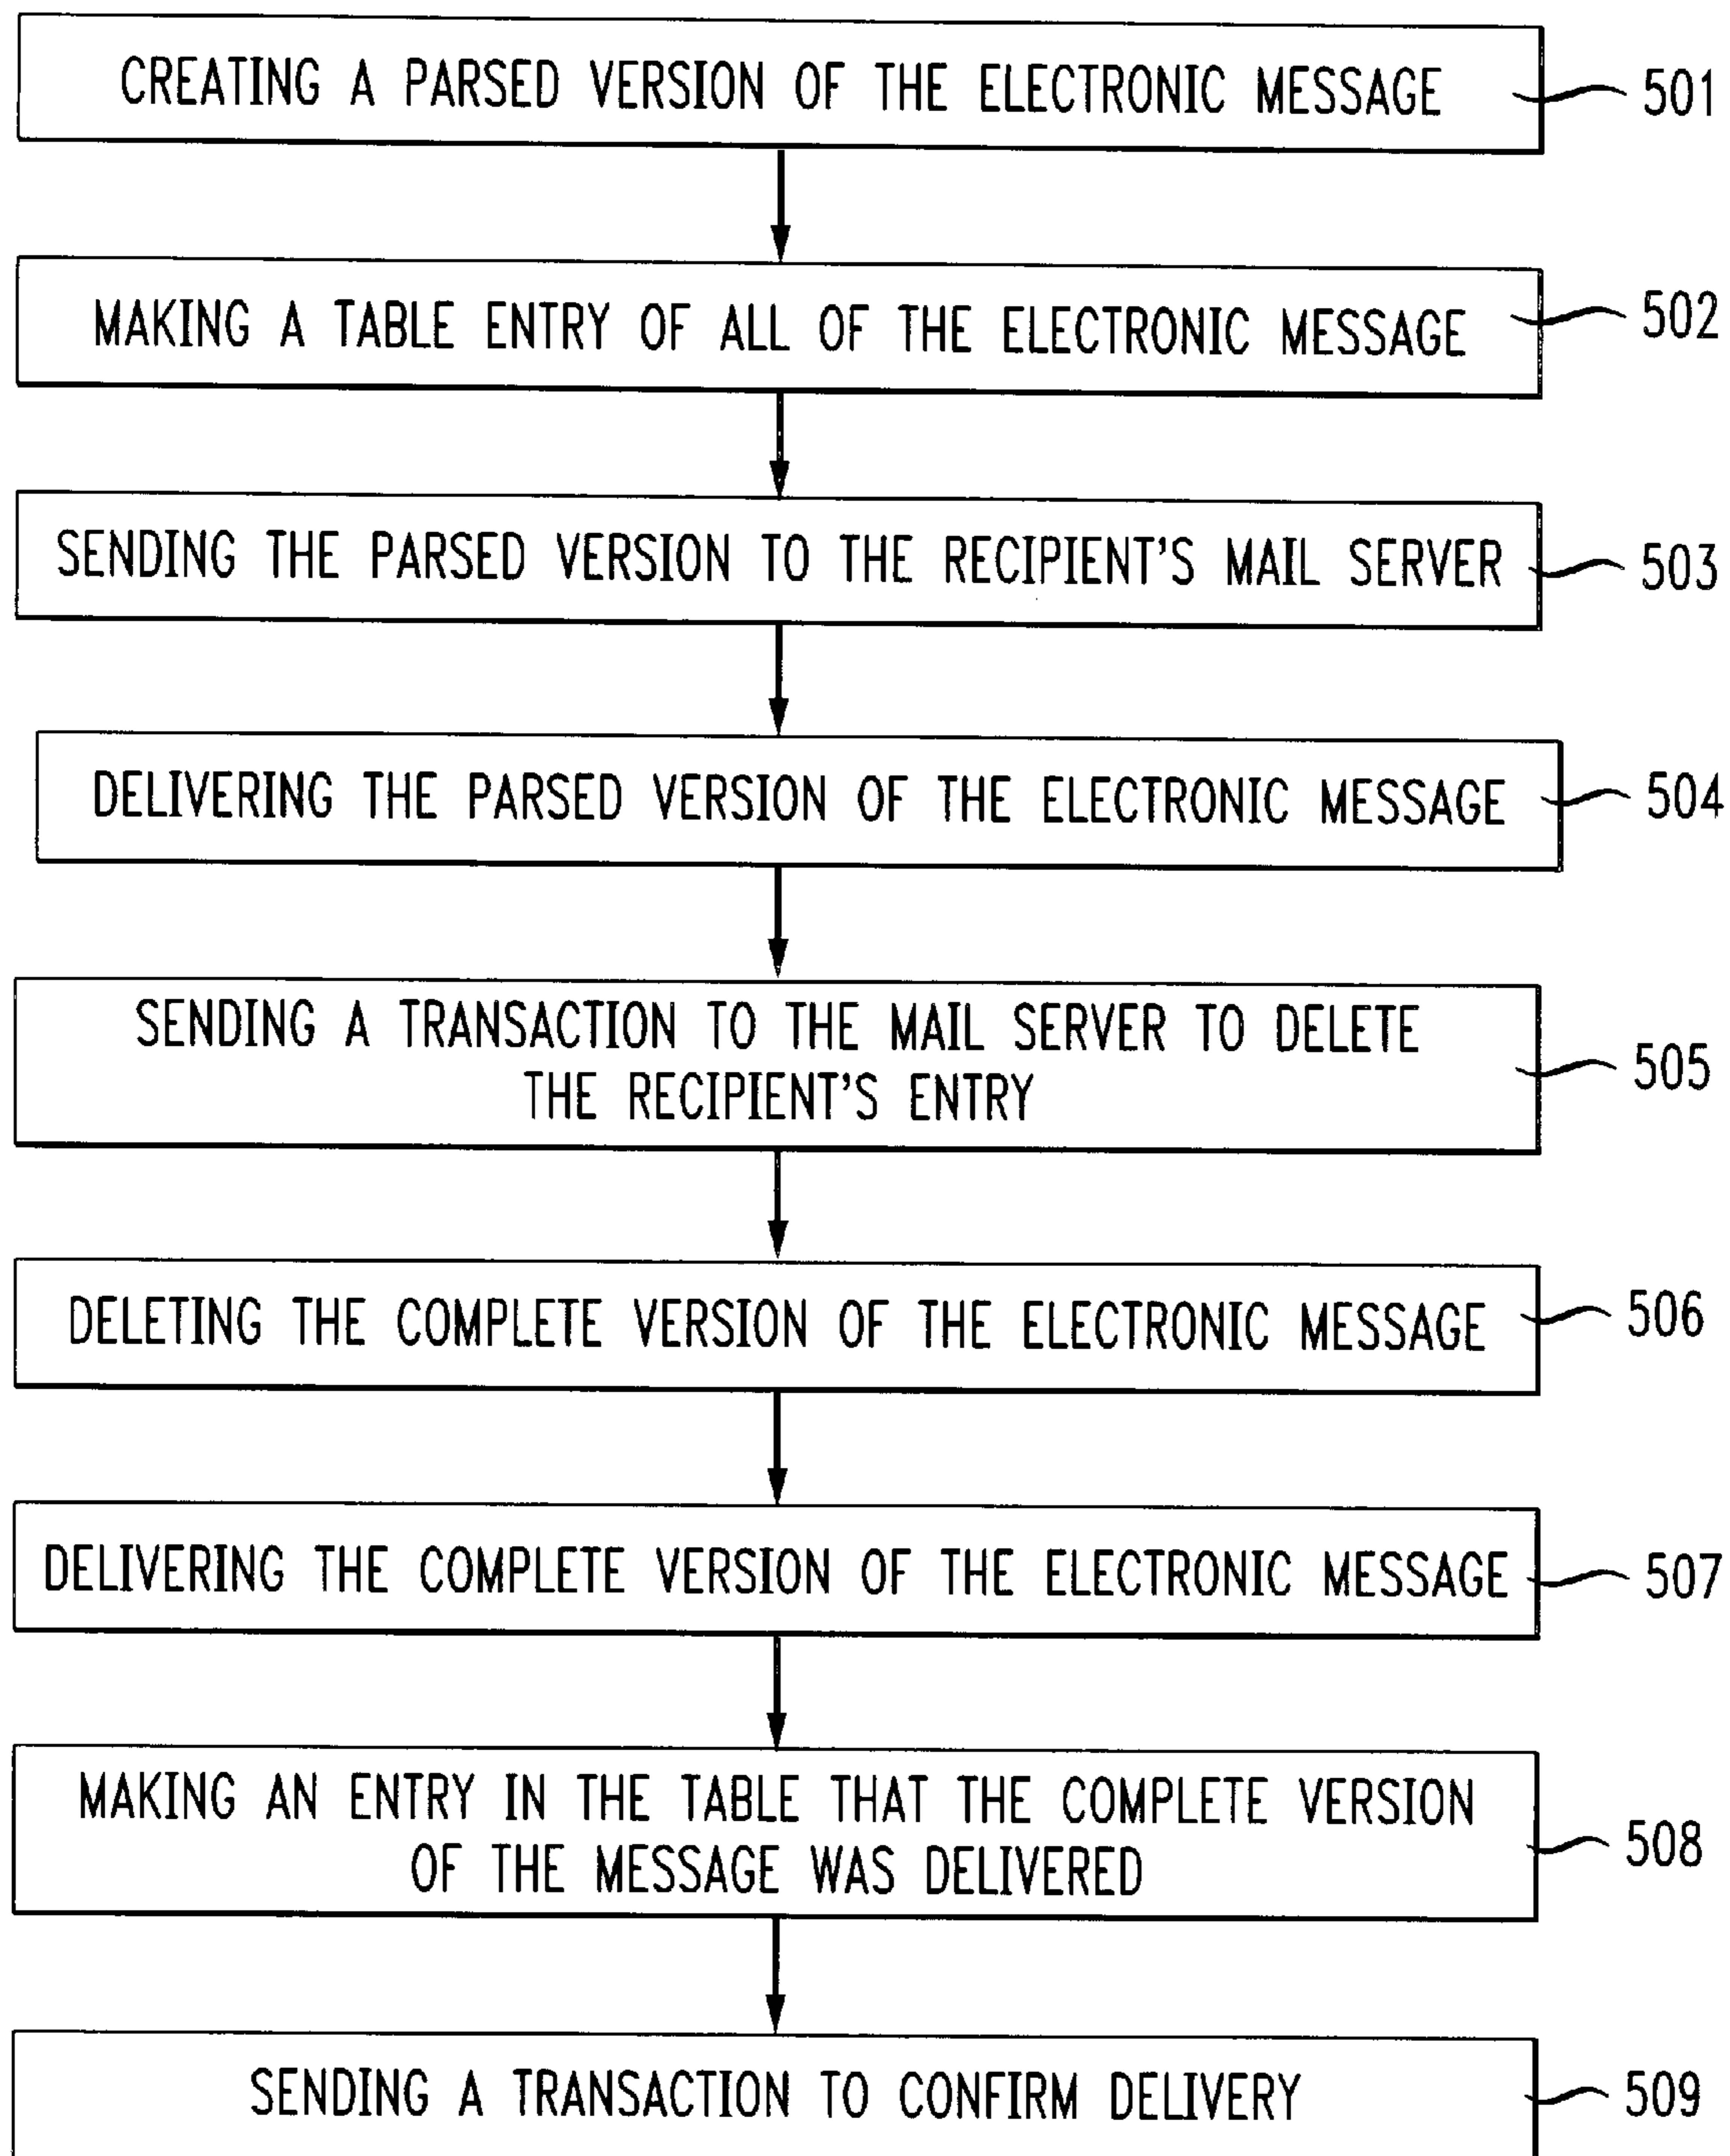 CREATING A PARSED VERSION OF THE ELECTRONIC MESSAGE 501
MAKING A TABLE ENTRY OF ALL OF THE ELECTRONIC MESSAGE 502
SENDING THE PARSED VERSION TO THE RECIPIENT'S MAIL SERVER 503
DELIVERING THE PARSED VERSION OF THE ELECTRONIC MESSAGE 504
SENDING A TRANSACTION TO THE MAIL SERVER TO DELETE
THE RECIPIENT'S ENTRY
505
DELETING THE COMPLETE VERSION OF THE ELECTRONIC MESSAGE 506
DELIVERING THE COMPLETE VERSION OF THE ELECTRONIC MESSAGE 507
MAKING AN ENTRY IN THE TABLE THAT THE COMPLETE VERSION
OF THE MESSAGE WAS DELIVERED
508
SENDING A TRANSACTION TO CONFIRM DELIVERY 509